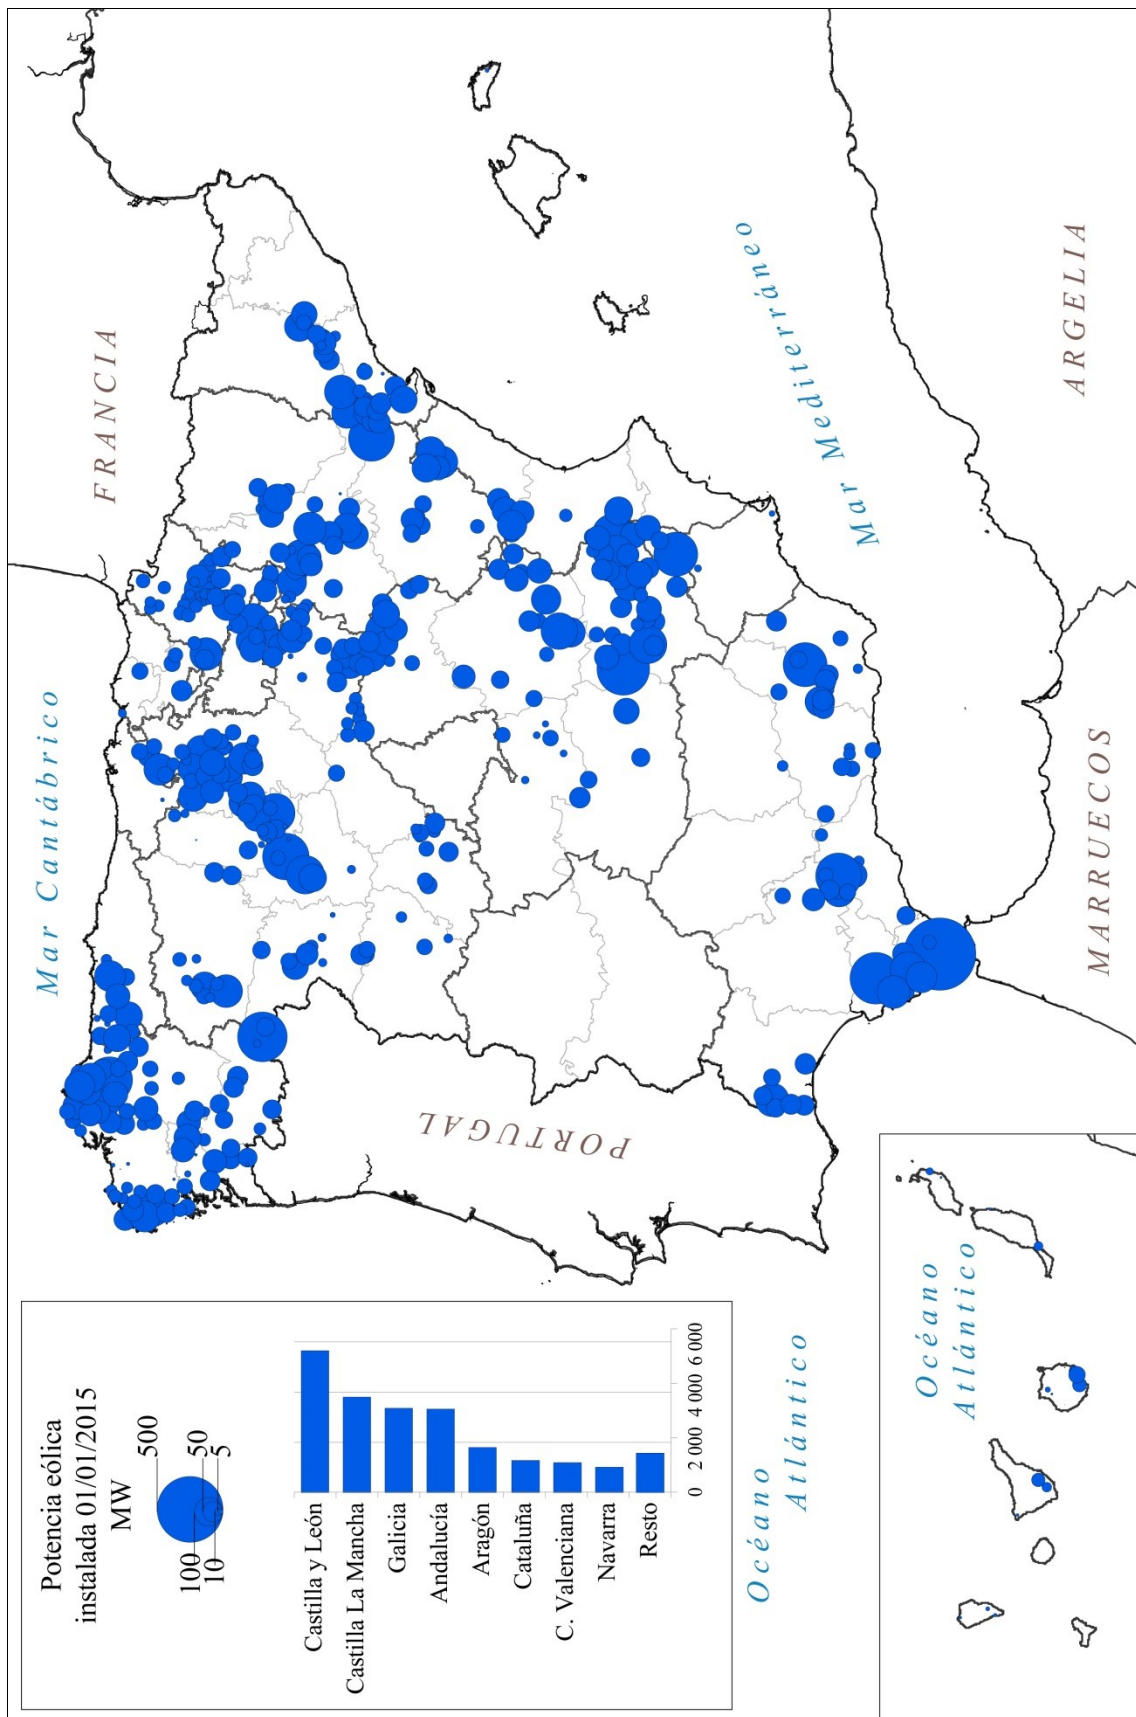 Mar Cantábrico
FRANCIA
PORTUGAL
Mar Mediterráneo
ARGELIA
MARRUECOS
Océano
Atlántico
Potencia eólica
instalada 01/01/2015
MW
500
100
50
10
5
Castilla y León
Castilla La Mancha
Galicia
Andalucía
Aragón
Cataluña
C. Valenciana
Navarra
Resto
0 2 000 4 000 6 000
Océano
Atlántico